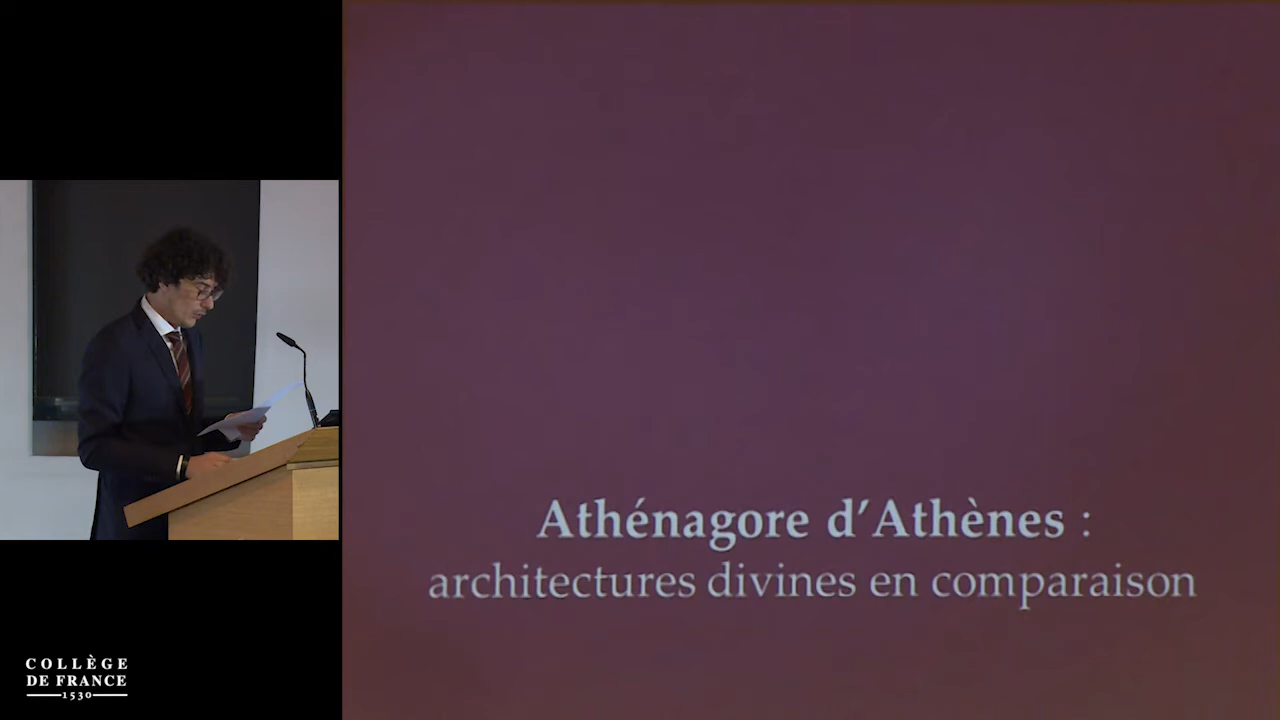 Athénagore d'Athènes :
architectures divines en comparaison
COLLÈGE
DE FRANCE
1530